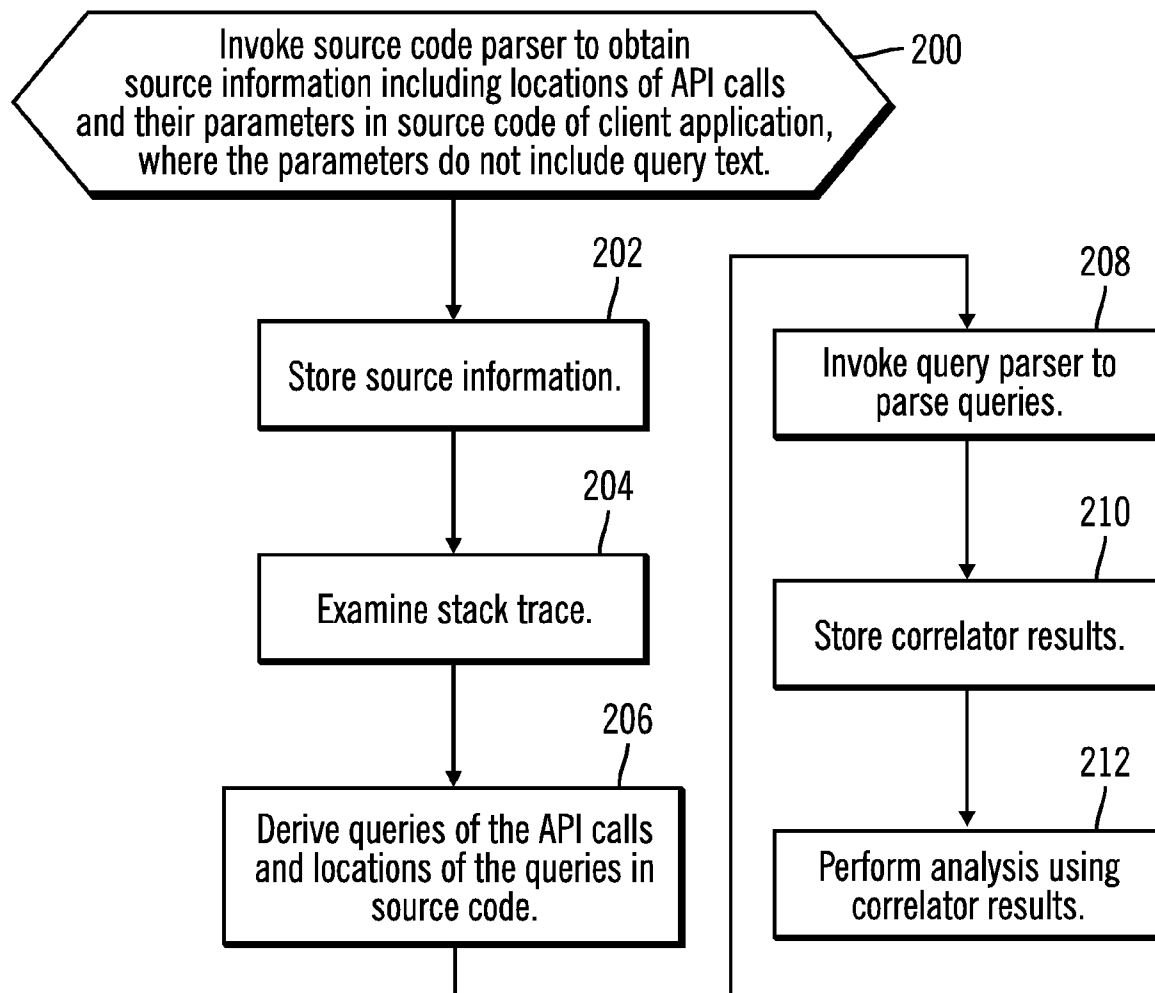 Invoke source code parser to obtain
source information including locations of API calls
and their parameters in source code of client application,
where the parameters do not include query text.
200
202
Store source information.
204
Examine stack trace.
206
Derive queries of the API calls
and locations of the queries in
source code.
208
Invoke query parser to
parse queries.
210
Store correlator results.
212
Perform analysis using
correlator results.